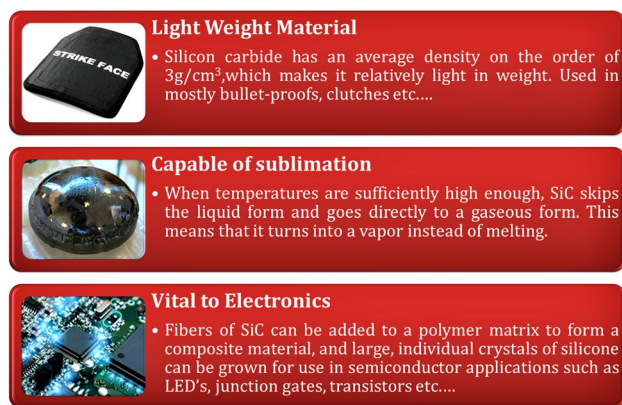 Light Weight Material
• Silicon carbide has an average density on the order of
3g/cm³,which makes it relatively light in weight. Used in
mostly bullet-proofs, clutches etc.…
STRIKE FACE
Capable of sublimation
• When temperatures are sufficiently high enough, SiC skips
the liquid form and goes directly to a gaseous form. This
means that it turns into a vapor instead of melting.
Vital to Electronics
• Fibers of SiC can be added to a polymer matrix to form a
composite material, and large, individual crystals of silicone
can be grown for use in semiconductor applications such as
LED's, junction gates, transistors etc.…